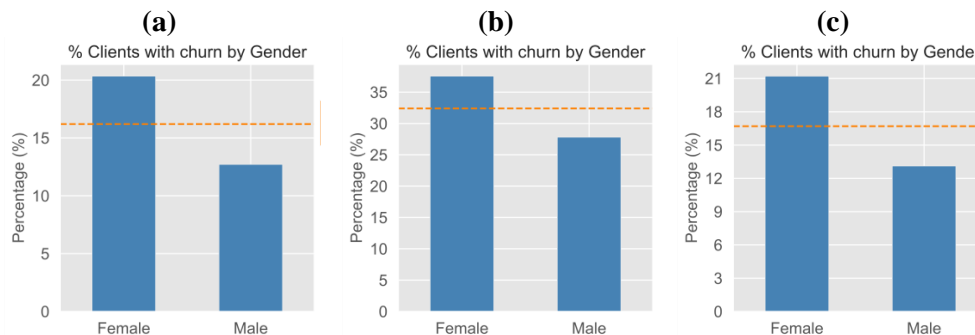 (a)
% Clients with churn by Gender
Percentage (%)
20
15
10
5
0
Female Male
(b)
% Clients with churn by Gender
Percentage (%)
35
30
25
20
15
10
5
0
Female Male
(c)
% Clients with churn by Gende
Percentage (%)
21
18
15
12
9
6
3
0
Female Male